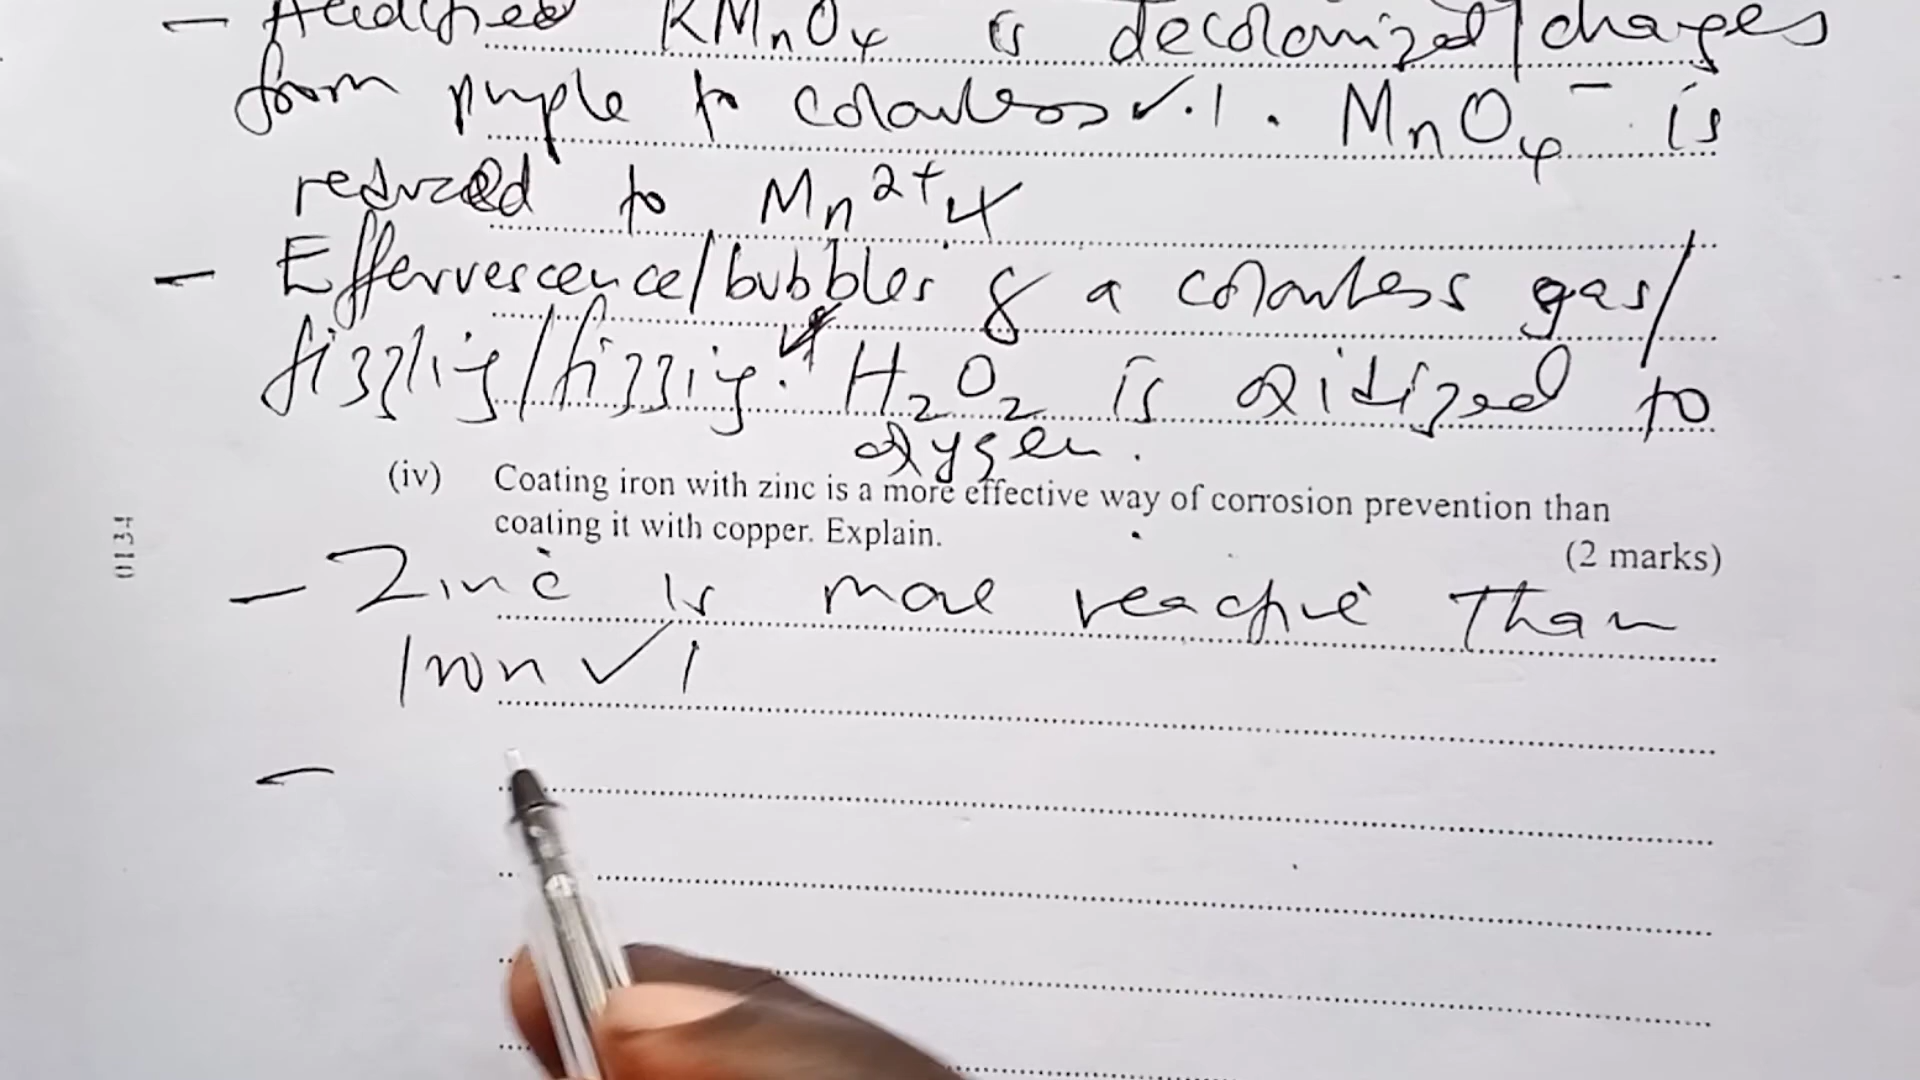 - Acidified KMnO4 is decolorized/changes
from purple to colourless ✓.1. MnO4⁻ is
reduced to Mn²⁺
- Effervescence/bubbles of a colourless gas/
fizzling/fizzing. ✓1 H2O2 is oxidized to
oxygen.
(iv) Coating iron with zinc is a more effective way of corrosion prevention than
coating it with copper. Explain.
(2 marks)
0134
- Zinc is more reactive than
Iron ✓1
-